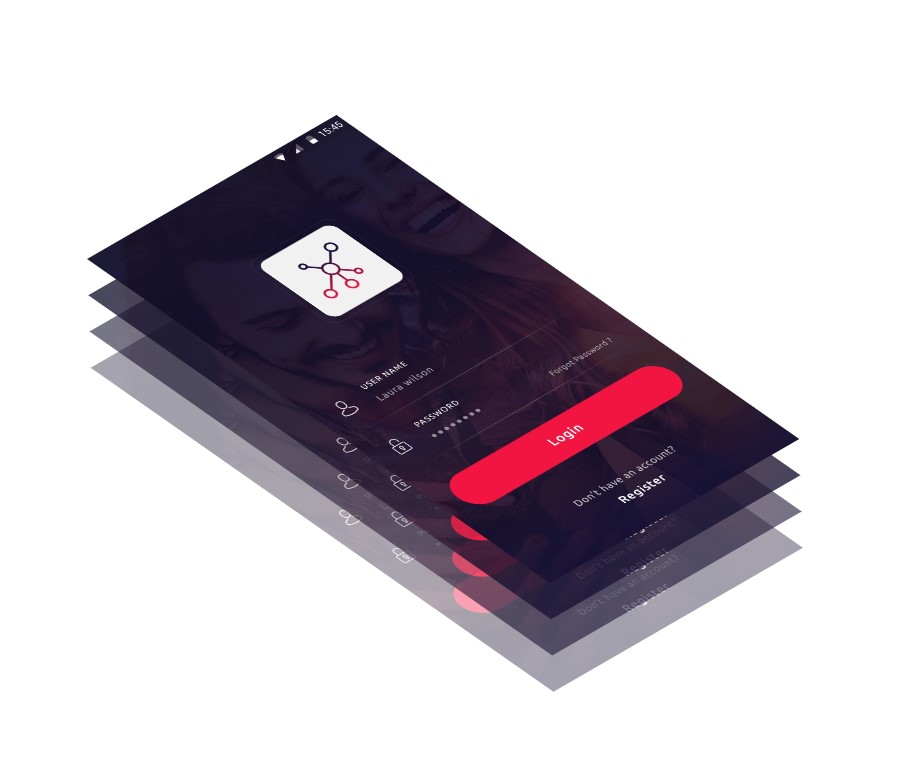 15:45
USER NAME
Laura wilson
PASSWORD
Forgot Password ?
Login
Don't have an account?
Register
Register
Don't have an account?
Register
Don't have an account?
Register